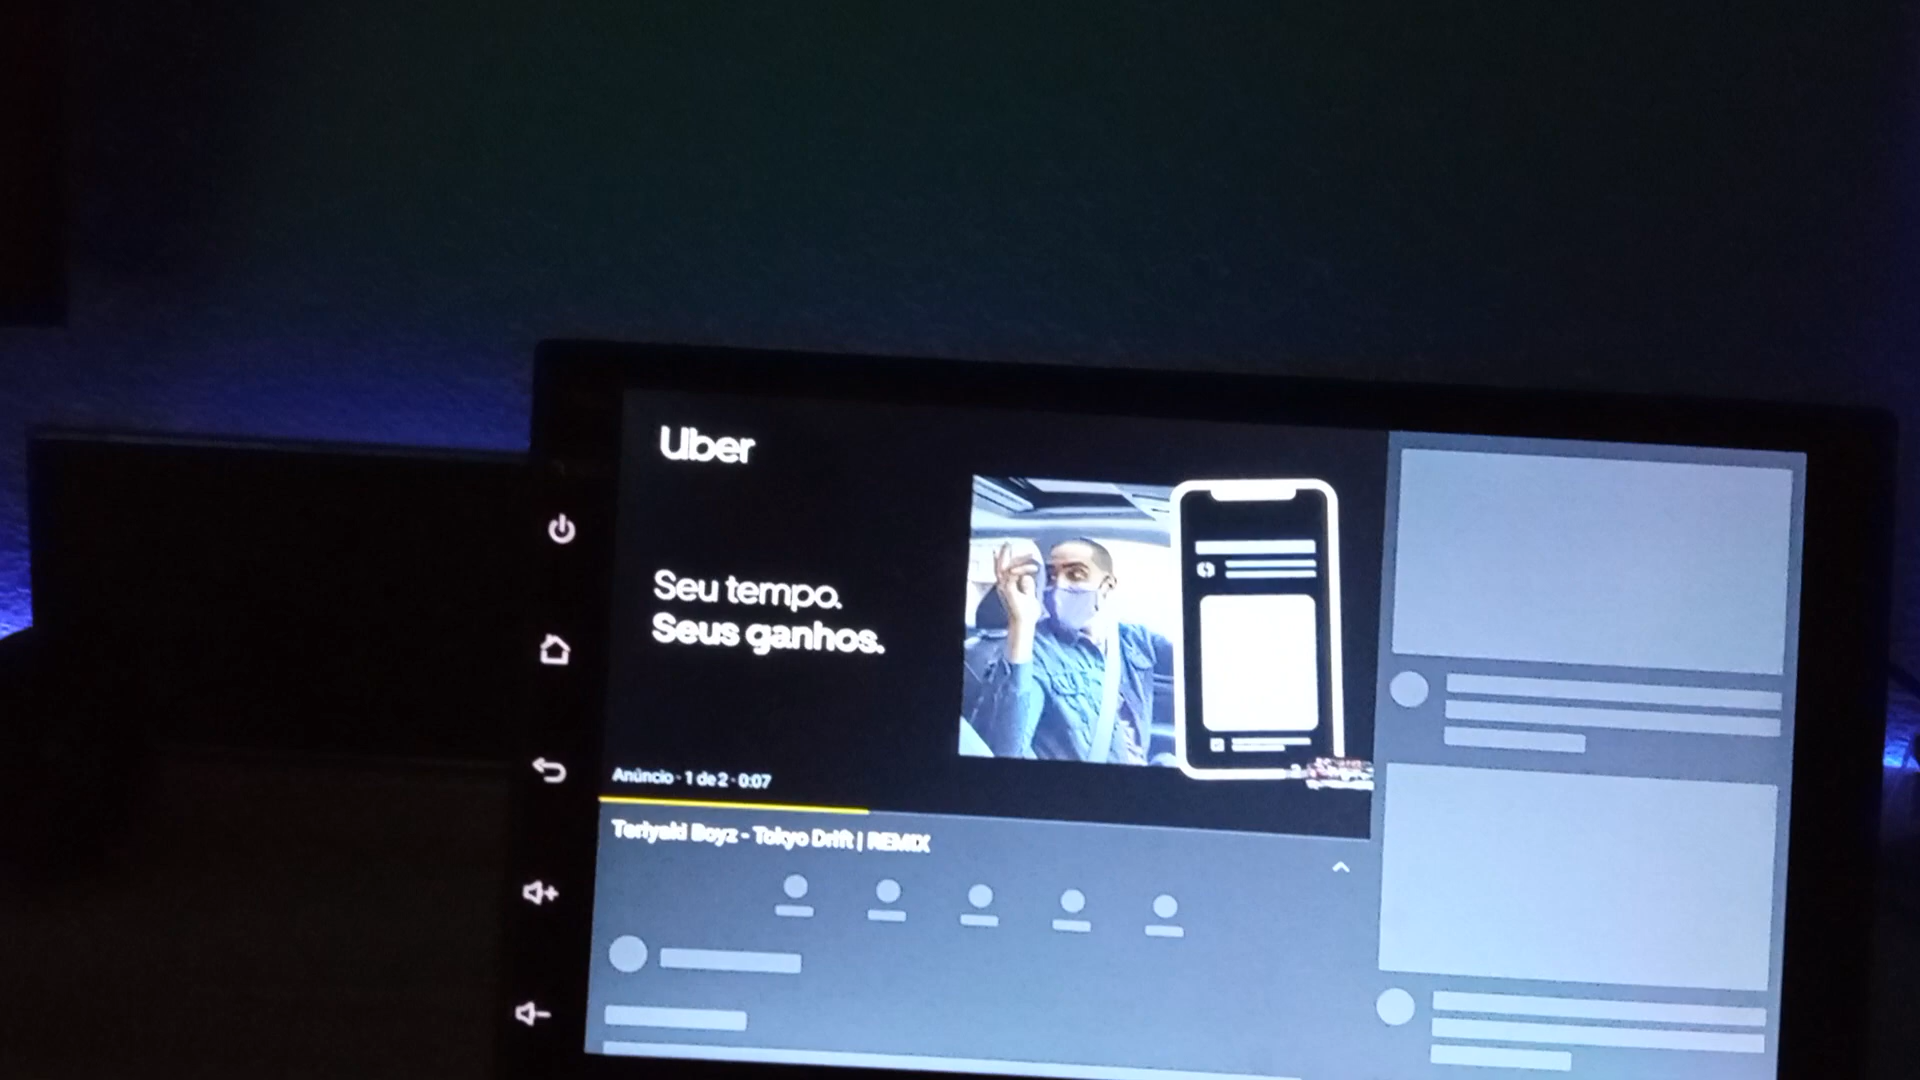 Uber
Seu tempo.
Seus ganhos.
Anúncio · 1 de 2 · 0:07
Teriyaki Boyz - Tokyo Drift | REMIX